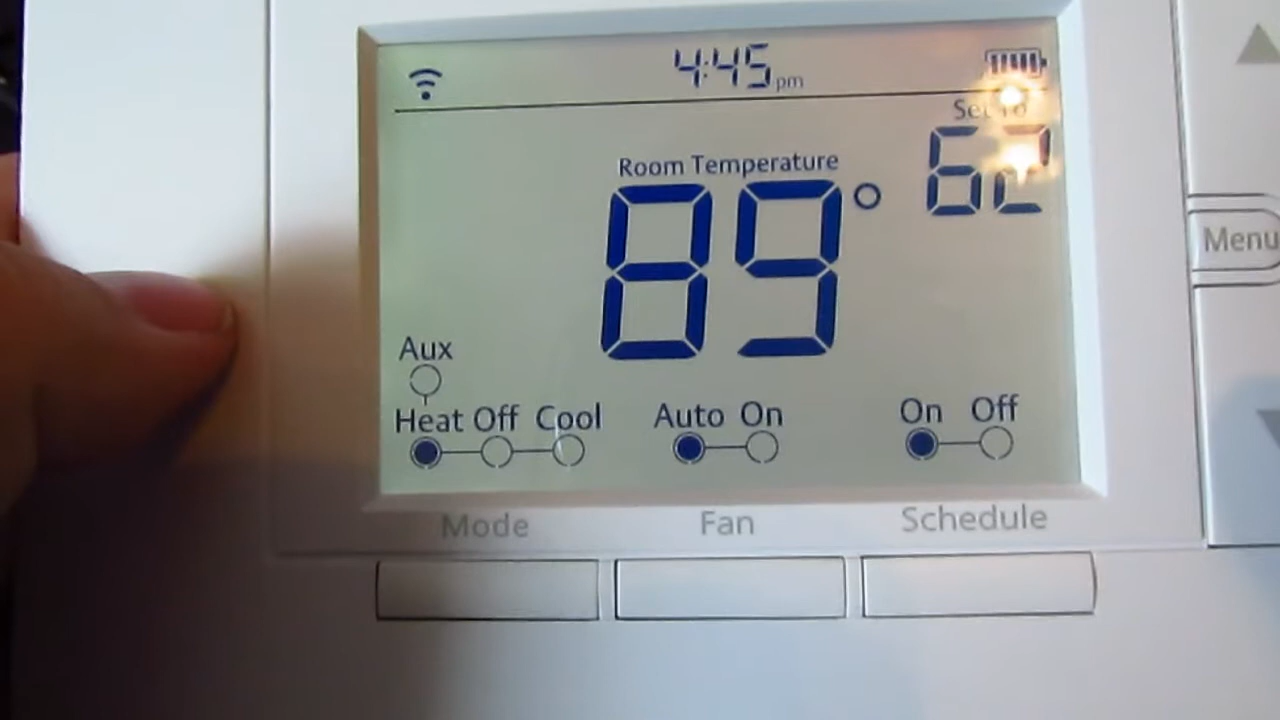 4:45 pm
Set To
62
Room Temperature
89°
Aux
Heat Off Cool
Auto On
On Off
Mode
Fan
Schedule
Menu